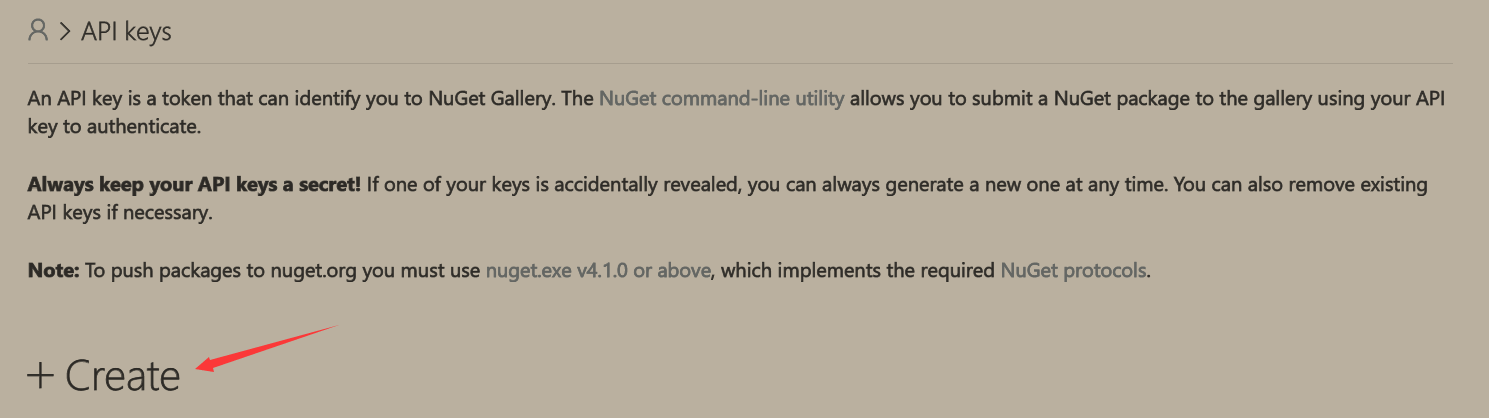 > API keys
An API key is a token that can identify you to NuGet Gallery. The NuGet command-line utility allows you to submit a NuGet package to the gallery using your API
key to authenticate.
Always keep your API keys a secret! If one of your keys is accidentally revealed, you can always generate a new one at any time. You can also remove existing
API keys if necessary.
Note: To push packages to nuget.org you must use nuget.exe v4.1.0 or above, which implements the required NuGet protocols.
+ Create